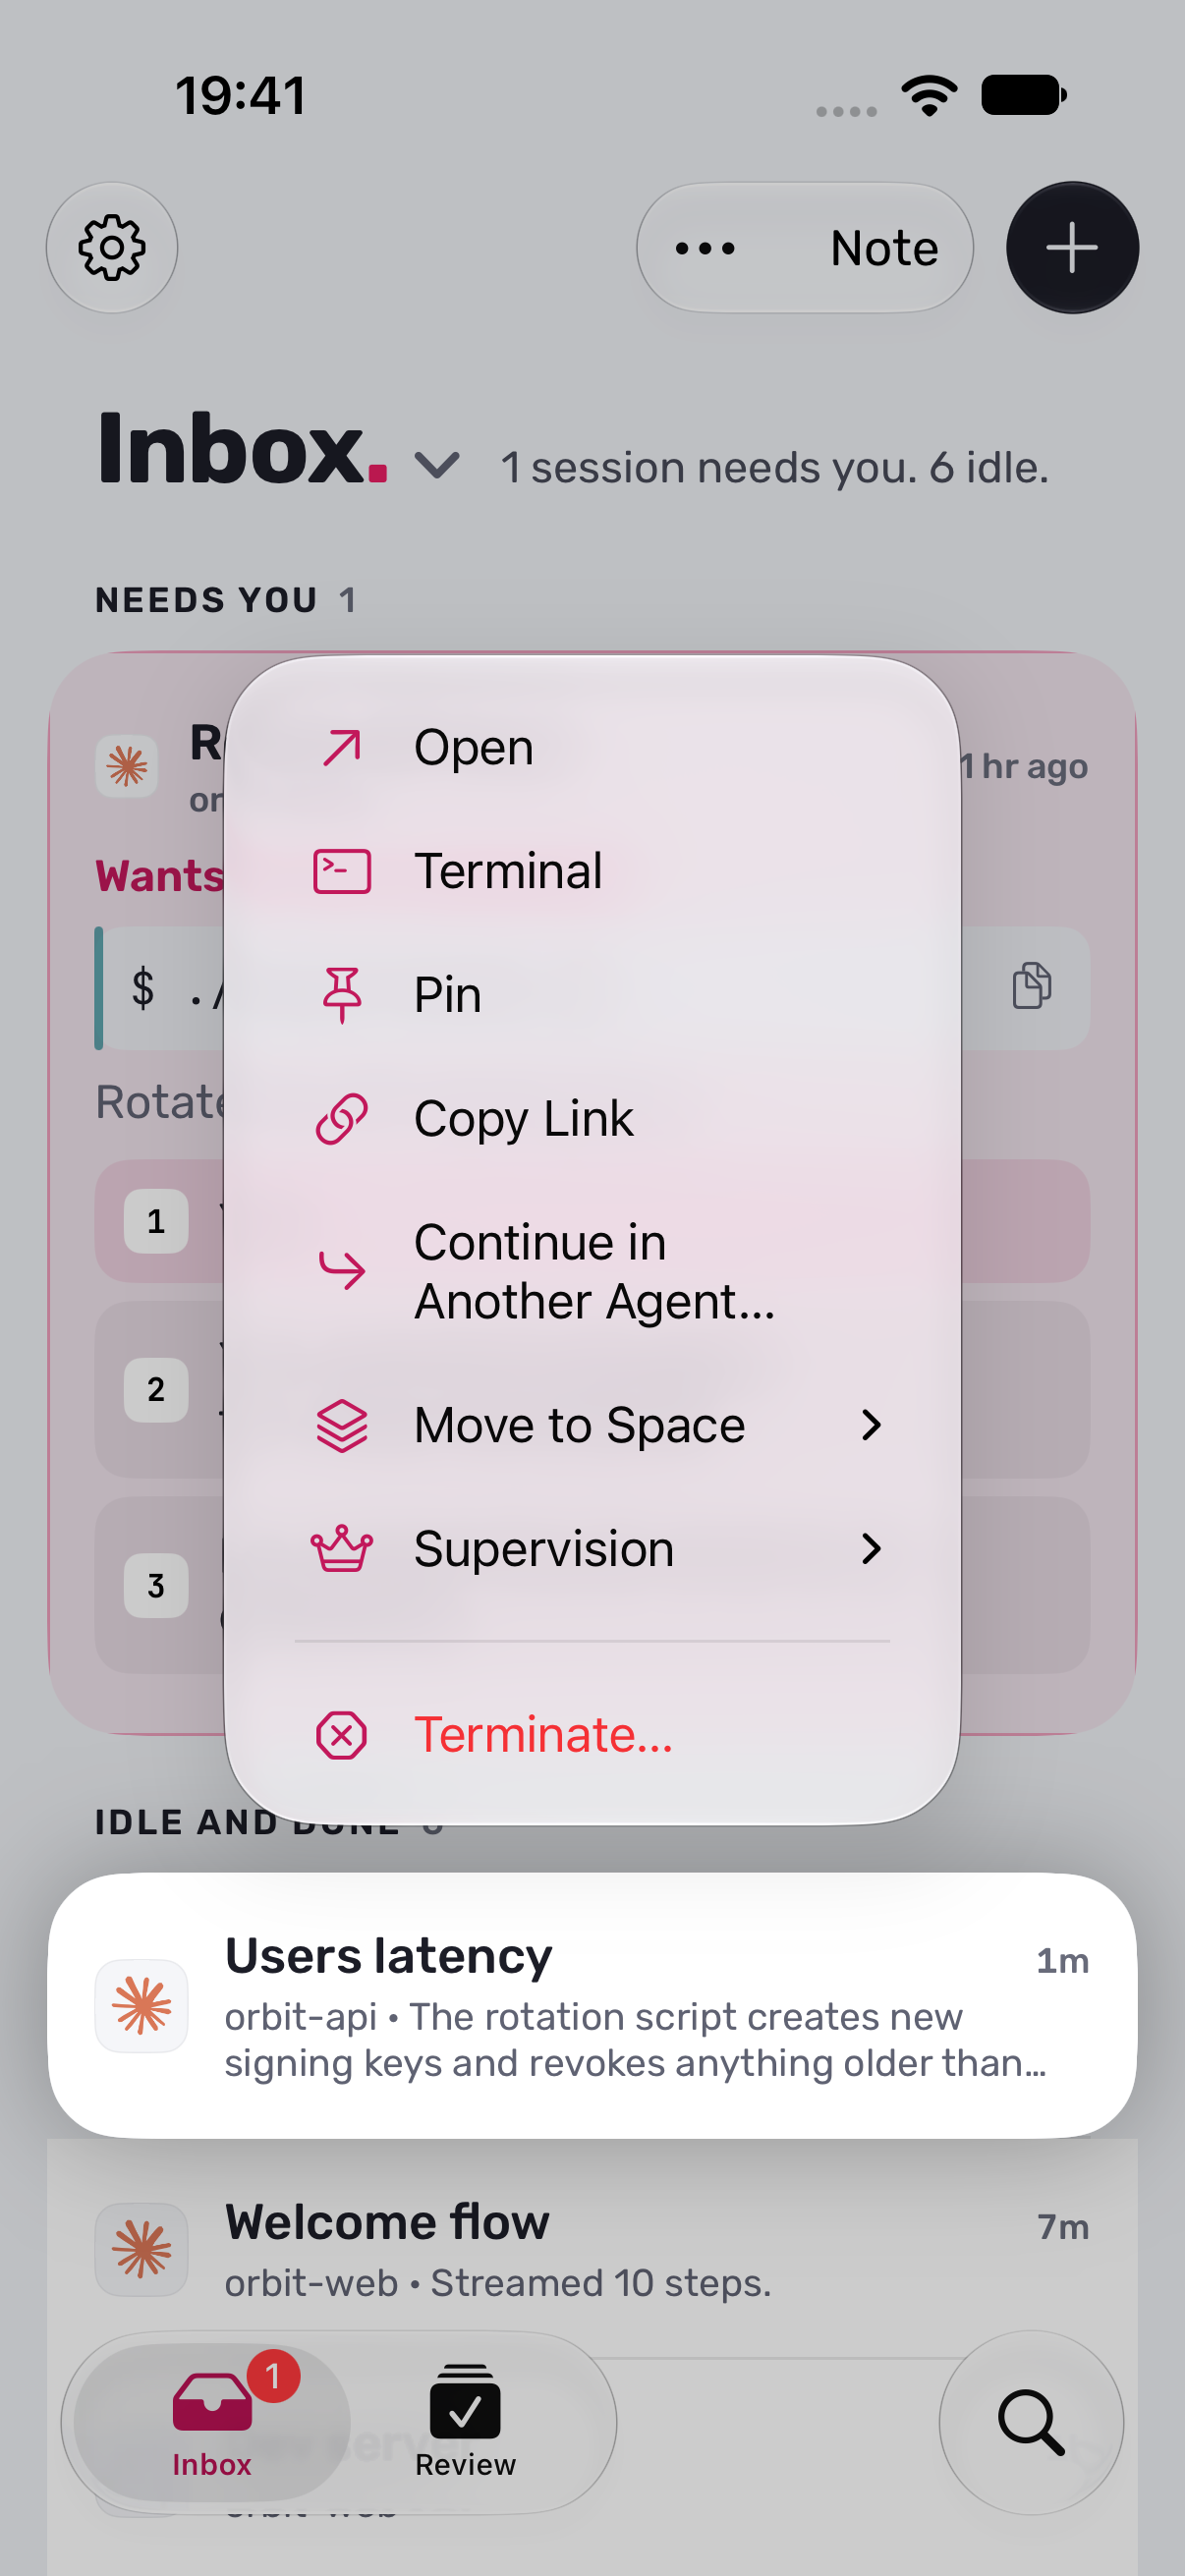 19:41
Note
Inbox.
1 session needs you. 6 idle.
NEEDS YOU 1
1 hr ago
Wants
$ ./
1
2
3
Open
Terminal
Pin
Copy Link
Continue in
Another Agent...
Move to Space
Supervision
Terminate...
IDLE AND DONE
Users latency
1m
orbit-api • The rotation script creates new
signing keys and revokes anything older than...
Welcome flow
7m
orbit-web • Streamed 10 steps.
1
Inbox
Review